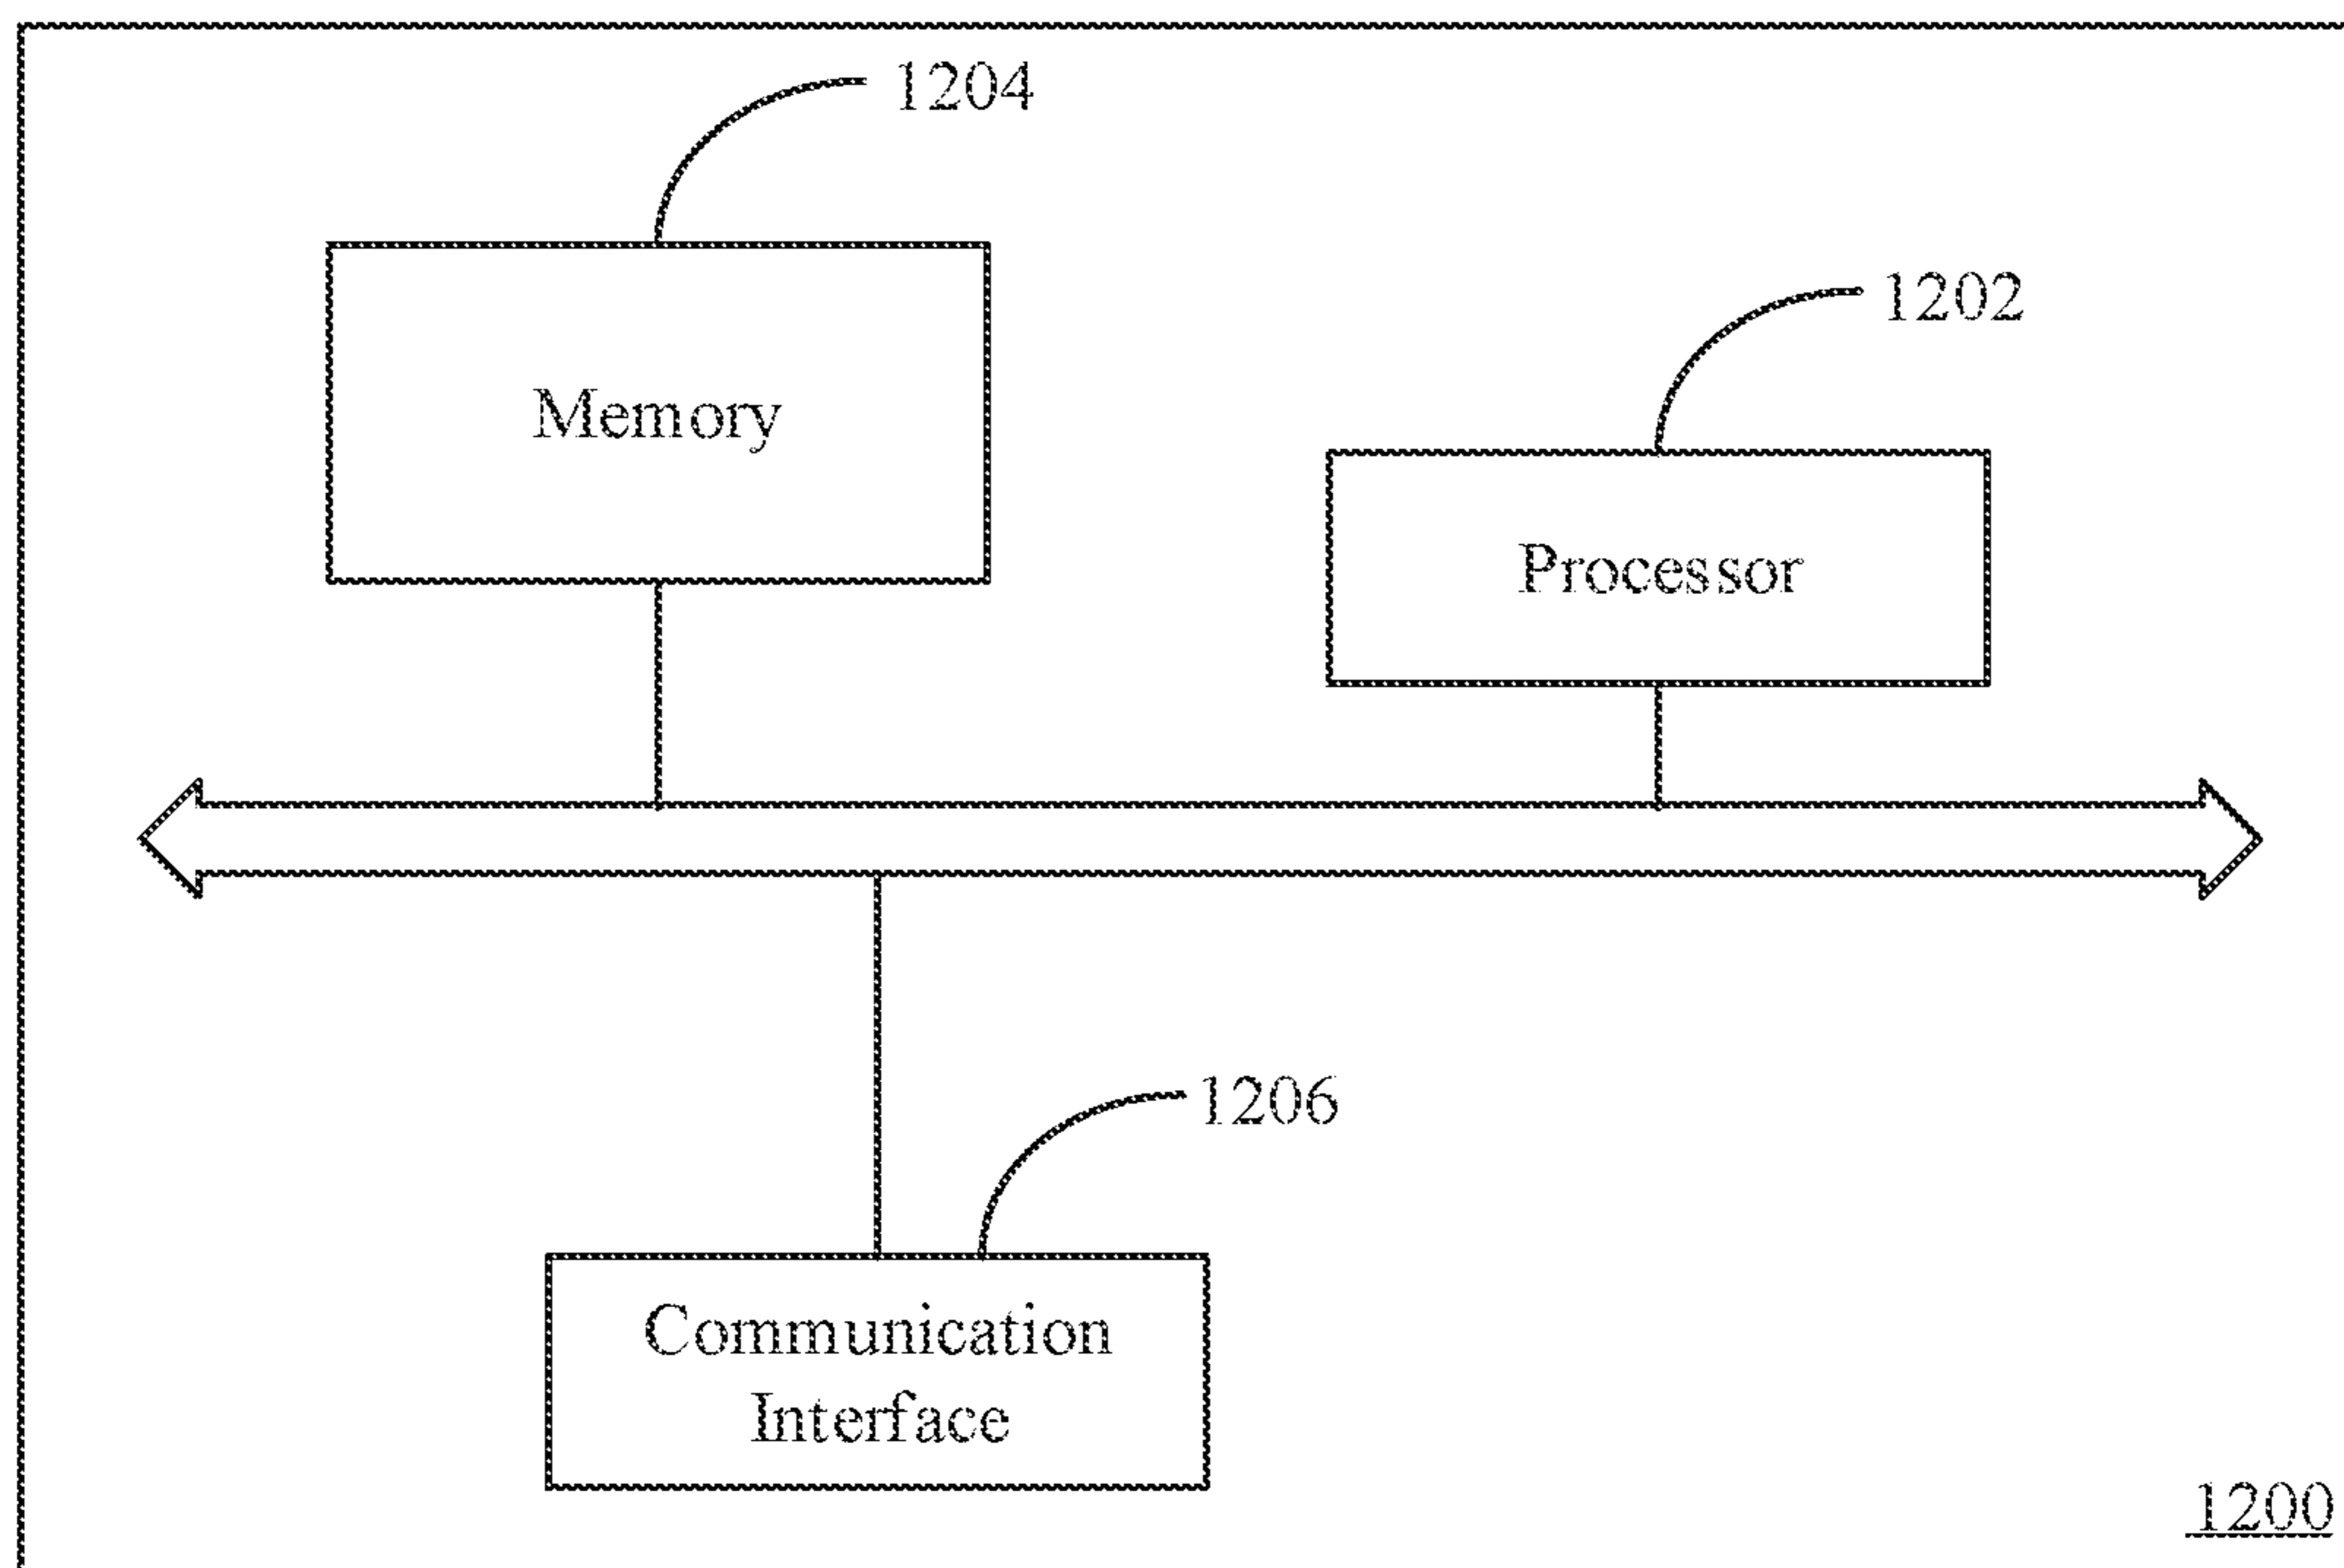 1204
1202
Memory
Processor
1206
Communication
Interface
1200